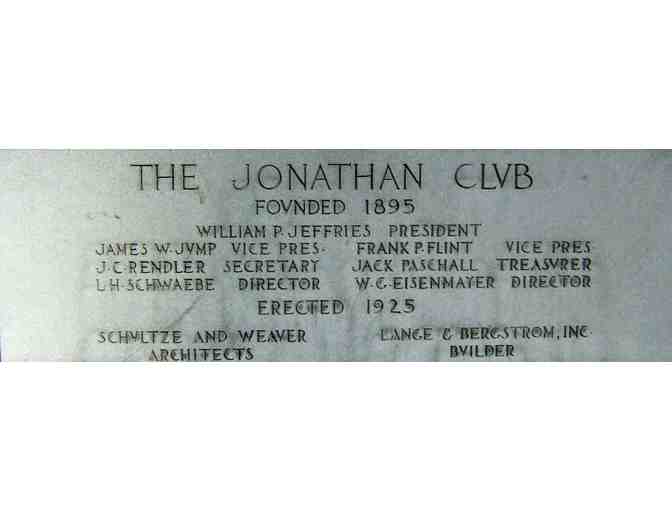 THE JONATHAN CLVB
FOVNDED 1895
WILLIAM P. JEFFRIES PRESIDENT
JAMES W. JVMP VICE PRES. FRANK P. FLINT VICE PRES
J. C. RENDLER SECRETARY JACK PASCHALL TREASVRER
L. H. SCHWAEBE DIRECTOR W. G. EISENMAYER DIRECTOR
ERECTED 1925
SCHVLTZE AND WEAVER LANGE & BERGSTROM, INC.
ARCHITECTS BVILDER